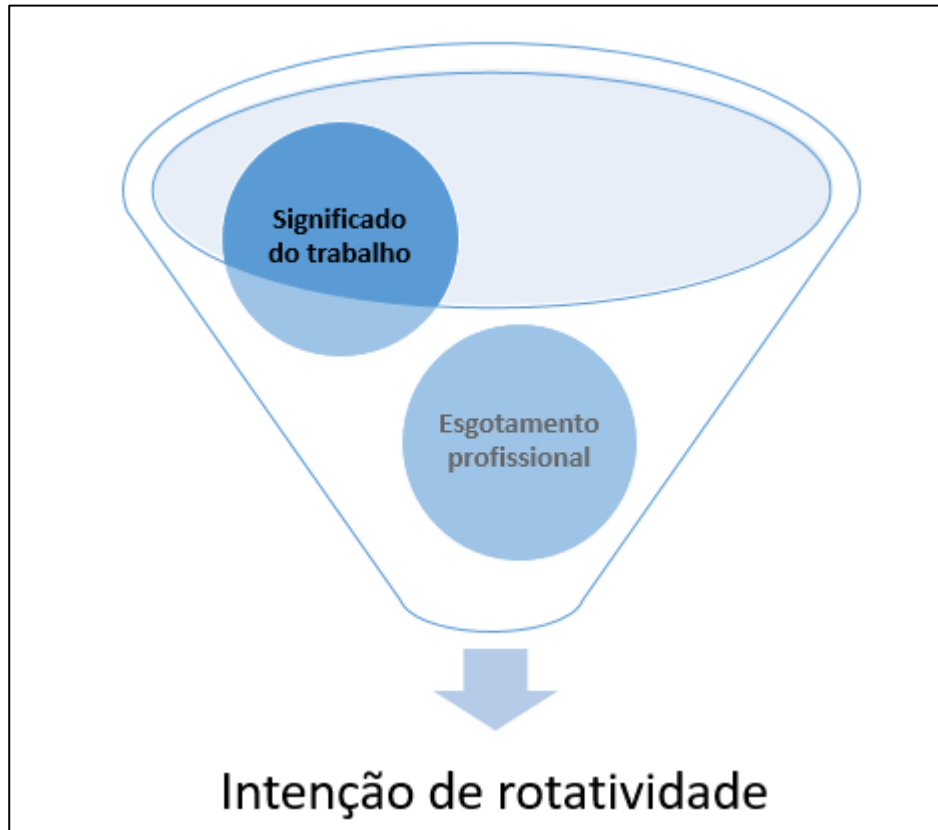 Significado
do trabalho
Esgotamento
profissional
Intenção de rotatividade